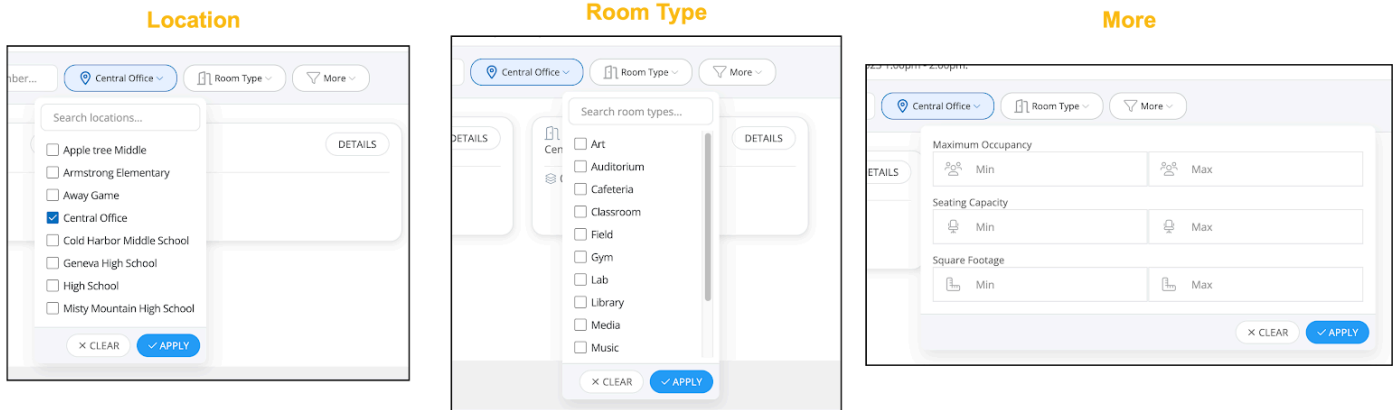 Location
Room Type
More
nber...
Central Office
Room Type
More
Search locations...
Apple tree Middle
Armstrong Elementary
Away Game
Central Office
Cold Harbor Middle School
Geneva High School
High School
Misty Mountain High School
CLEAR
APPLY
DETAILS
Central Office
Room Type
More
DETAILS
Cen
Search room types...
Art
Auditorium
Cafeteria
Classroom
Field
Gym
Lab
Library
Media
Music
CLEAR
APPLY
DETAILS
1:00pm - 2:00pm.
Central Office
Room Type
More
ETAILS
Maximum Occupancy
Min Max
Seating Capacity
Min Max
Square Footage
Min Max
CLEAR
APPLY